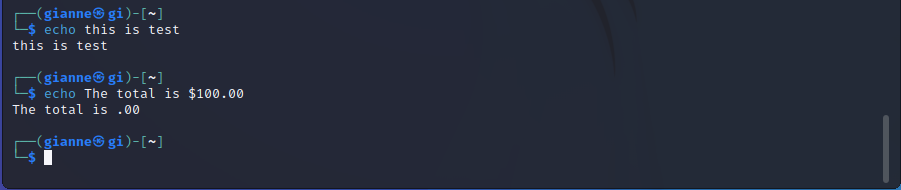 ┌──(gianne㉿gi)-[~]
└─$ echo this is test
this is test
┌──(gianne㉿gi)-[~]
└─$ echo The total is $100.00
The total is .00
┌──(gianne㉿gi)-[~]
└─$